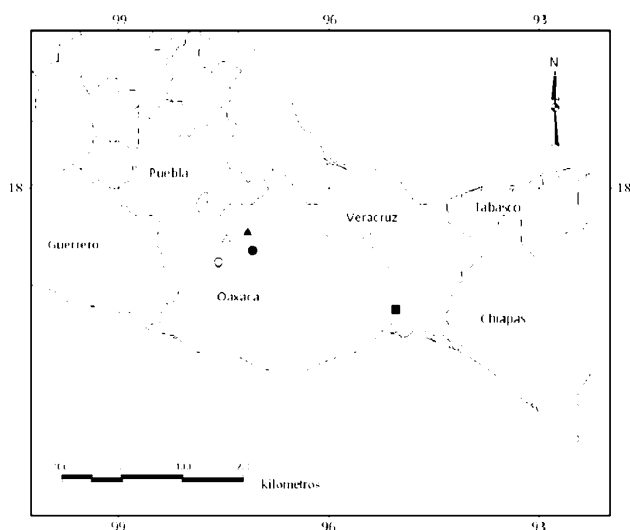 99 96 93
N
Puebla
18 18
Veracruz
Tabasco
Guerrero
Oaxaca
Chiapas
kilometros
99 96 93